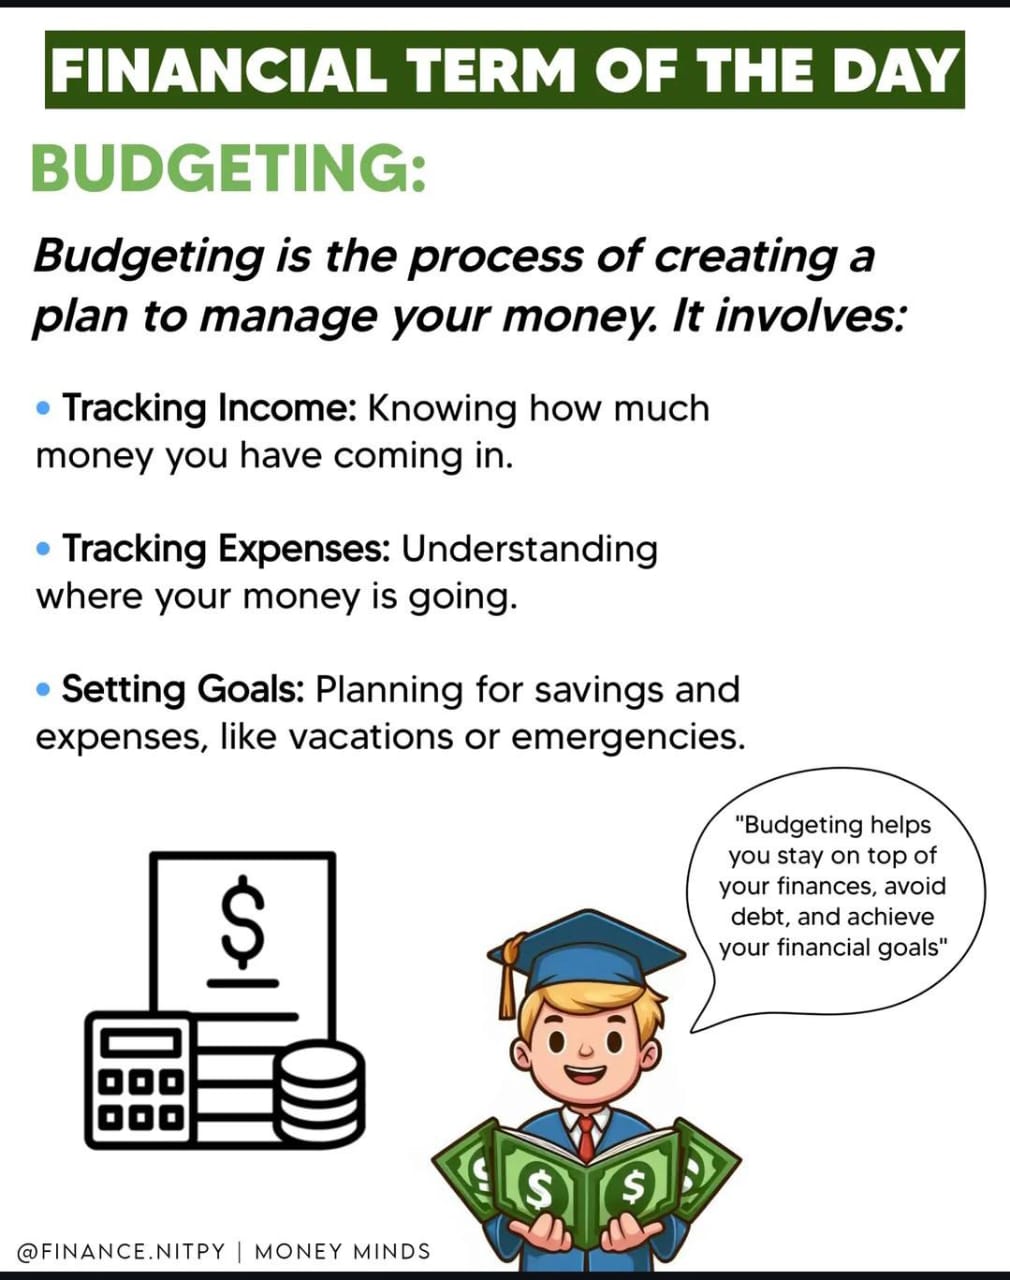 FINANCIAL TERM OF THE DAY
BUDGETING:
Budgeting is the process of creating a
plan to manage your money. It involves:
• Tracking Income: Knowing how much
money you have coming in.
• Tracking Expenses: Understanding
where your money is going.
• Setting Goals: Planning for savings and
expenses, like vacations or emergencies.
"Budgeting helps
you stay on top of
your finances, avoid
debt, and achieve
your financial goals"
$
$ $ $ $
@FINANCE.NITPY | MONEY MINDS